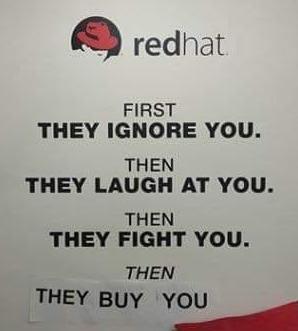 redhat.
FIRST
THEY IGNORE YOU.
THEN
THEY LAUGH AT YOU.
THEN
THEY FIGHT YOU.
THEN
THEY BUY YOU